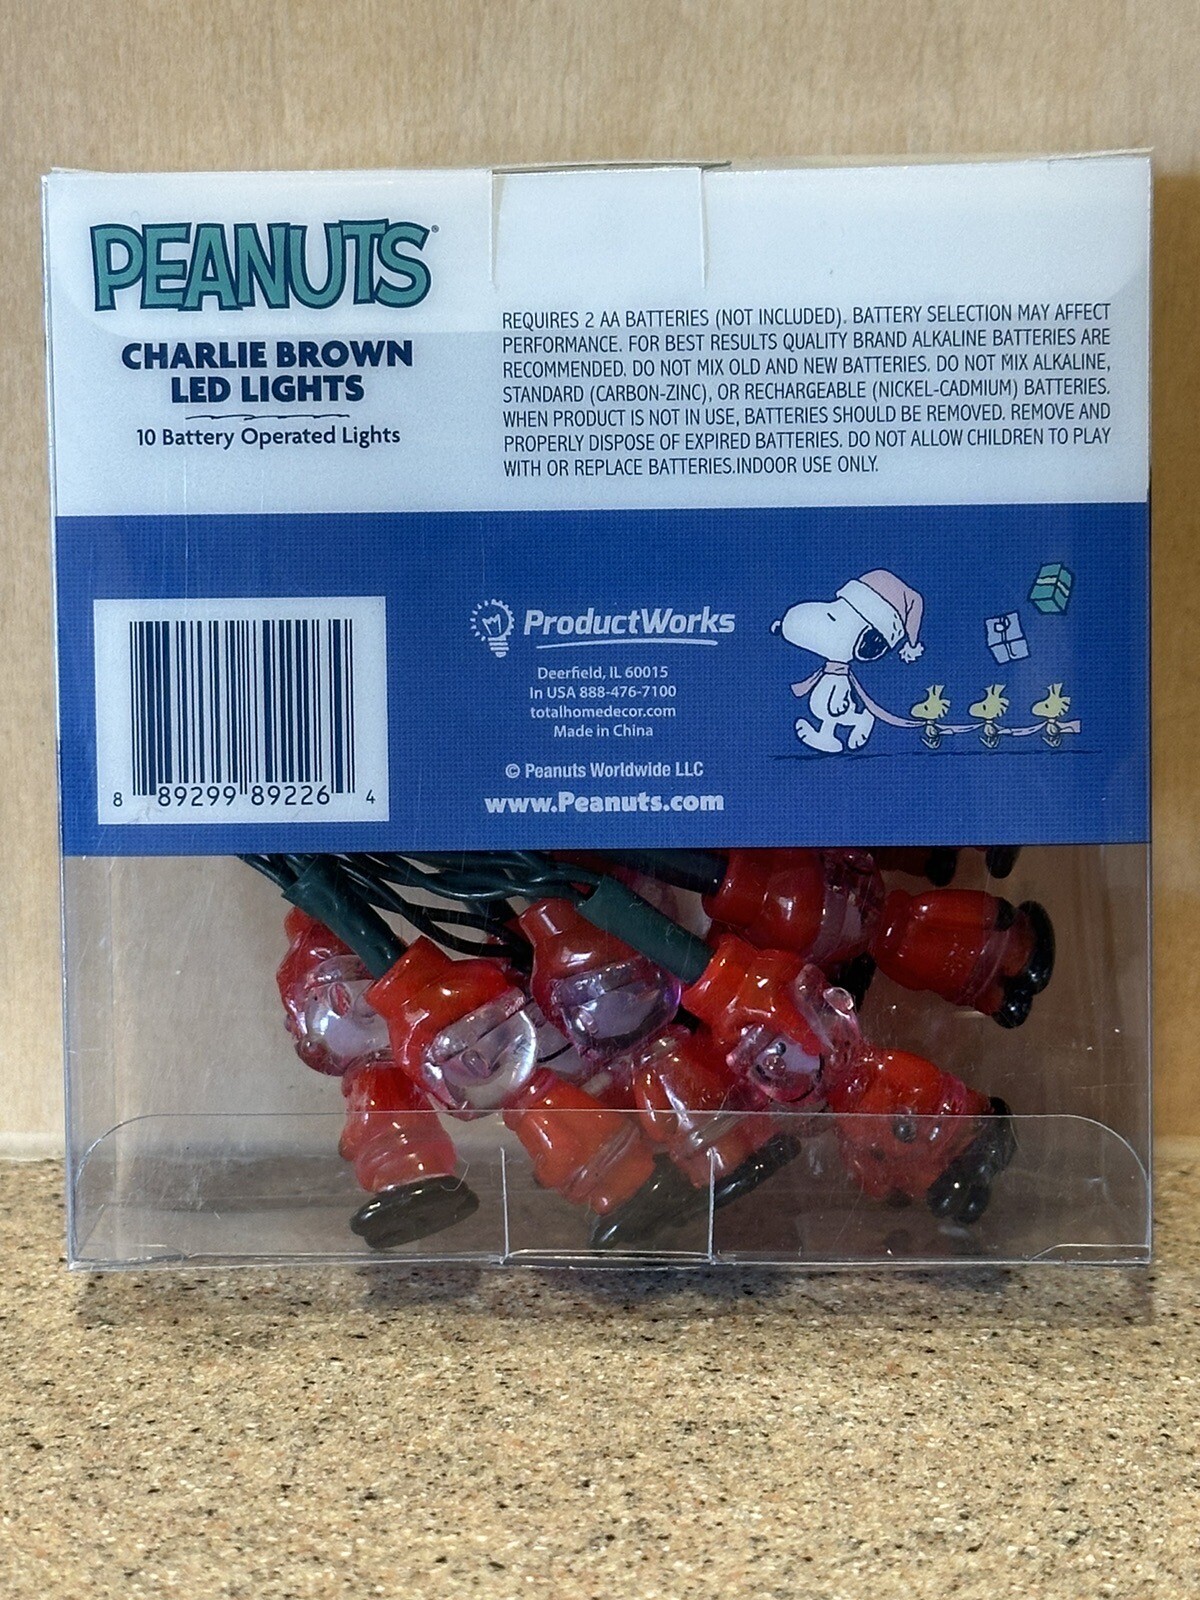 PEANUTS®
CHARLIE BROWN
LED LIGHTS
10 Battery Operated Lights
REQUIRES 2 AA BATTERIES (NOT INCLUDED). BATTERY SELECTION MAY AFFECT
PERFORMANCE. FOR BEST RESULTS QUALITY BRAND ALKALINE BATTERIES ARE
RECOMMENDED. DO NOT MIX OLD AND NEW BATTERIES. DO NOT MIX ALKALINE,
STANDARD (CARBON-ZINC), OR RECHARGEABLE (NICKEL-CADMIUM) BATTERIES.
WHEN PRODUCT IS NOT IN USE, BATTERIES SHOULD BE REMOVED. REMOVE AND
PROPERLY DISPOSE OF EXPIRED BATTERIES. DO NOT ALLOW CHILDREN TO PLAY
WITH OR REPLACE BATTERIES.INDOOR USE ONLY.
8 89299 89226 4
ProductWorks
Deerfield, IL 60015
In USA 888-476-7100
totalhomedecor.com
Made in China
© Peanuts Worldwide LLC
www.Peanuts.com